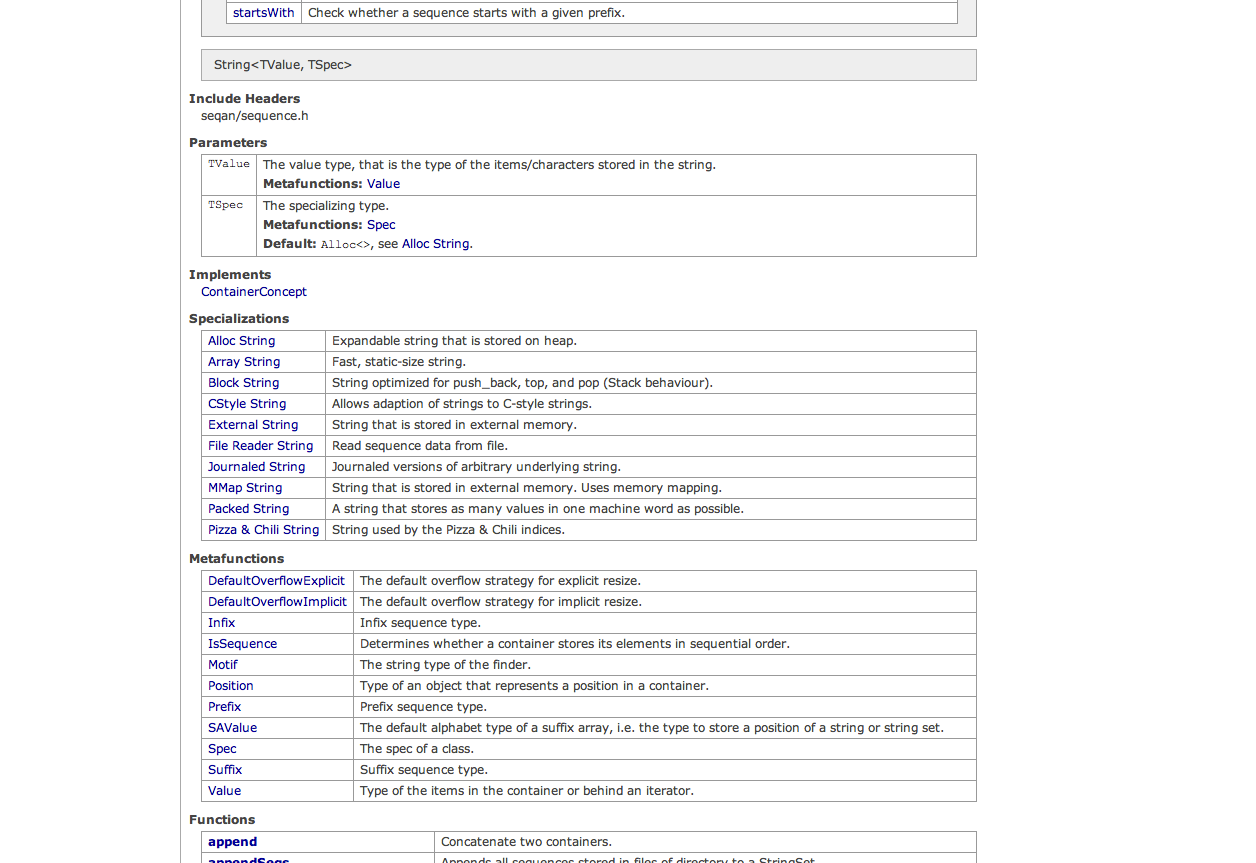 startsWith Check whether a sequence starts with a given prefix.
String<TValue, TSpec>
Include Headers
seqan/sequence.h
Parameters
TValue The value type, that is the type of the items/characters stored in the string.
Metafunctions: Value
TSpec The specializing type.
Metafunctions: Spec
Default: Alloc<>, see Alloc String.
Implements
ContainerConcept
Specializations
Alloc String Expandable string that is stored on heap.
Array String Fast, static-size string.
Block String String optimized for push_back, top, and pop (Stack behaviour).
CStyle String Allows adaption of strings to C-style strings.
External String String that is stored in external memory.
File Reader String Read sequence data from file.
Journaled String Journaled versions of arbitrary underlying string.
MMap String String that is stored in external memory. Uses memory mapping.
Packed String A string that stores as many values in one machine word as possible.
Pizza & Chili String String used by the Pizza & Chili indices.
Metafunctions
DefaultOverflowExplicit The default overflow strategy for explicit resize.
DefaultOverflowImplicit The default overflow strategy for implicit resize.
Infix Infix sequence type.
IsSequence Determines whether a container stores its elements in sequential order.
Motif The string type of the finder.
Position Type of an object that represents a position in a container.
Prefix Prefix sequence type.
SAValue The default alphabet type of a suffix array, i.e. the type to store a position of a string or string set.
Spec The spec of a class.
Suffix Suffix sequence type.
Value Type of the items in the container or behind an iterator.
Functions
append Concatenate two containers.
appendSeqs Appends all sequences stored in files of directory to a StringSet.